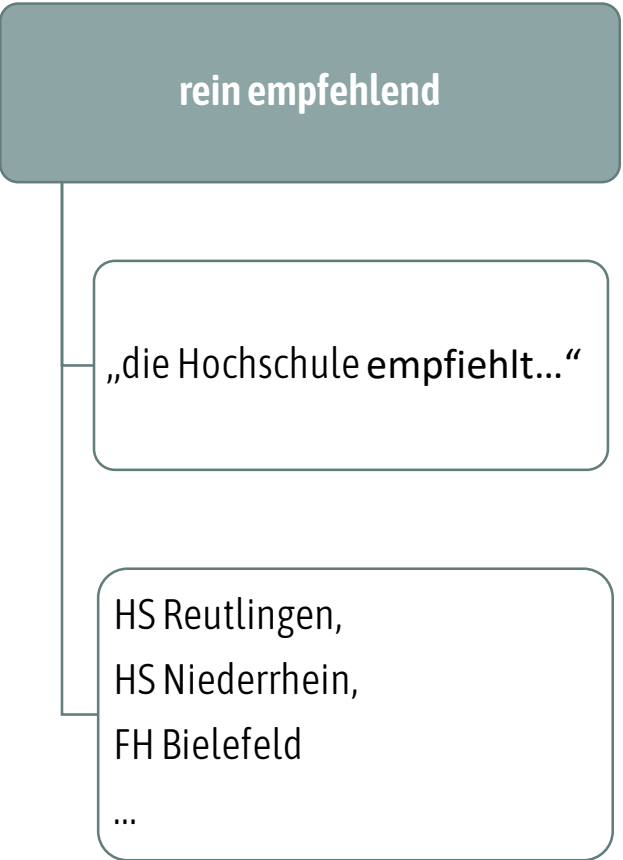 rein empfehlend
„die Hochschule empfiehlt…“
HS Reutlingen,
HS Niederrhein,
FH Bielefeld
…